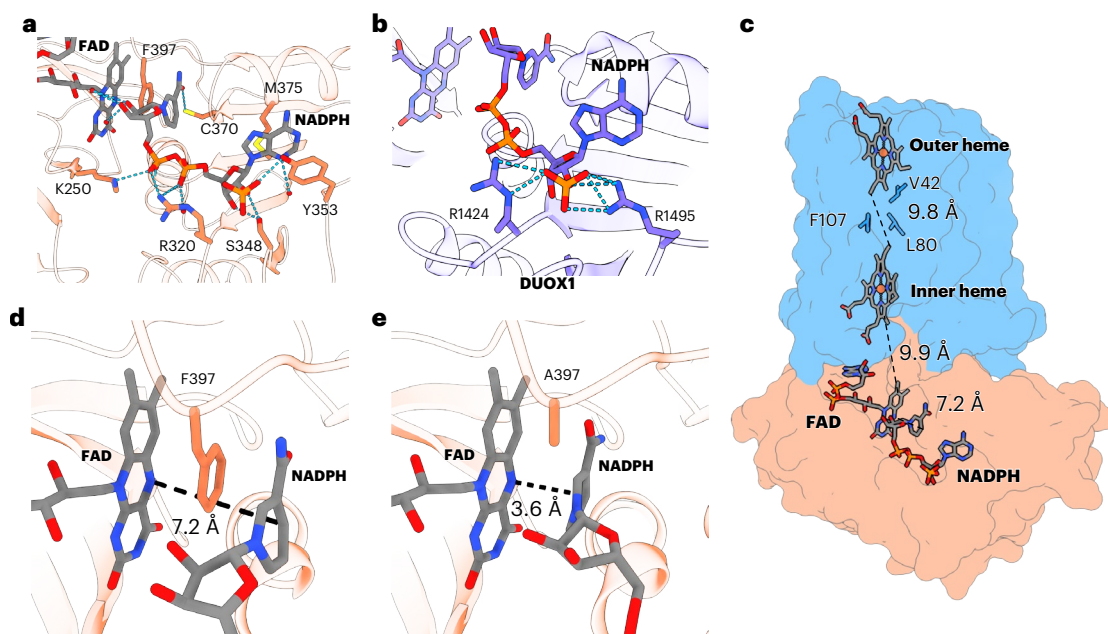 a
FAD
F397
M375
C370
NADPH
K250
Y353
R320
S348
b
NADPH
R1424
R1495
DUOX1
c
Outer heme
V42
F107
9.8 Å
L80
Inner heme
9.9 Å
7.2 Å
FAD
NADPH
d
F397
FAD
NADPH
7.2 Å
e
A397
FAD
NADPH
3.6 Å